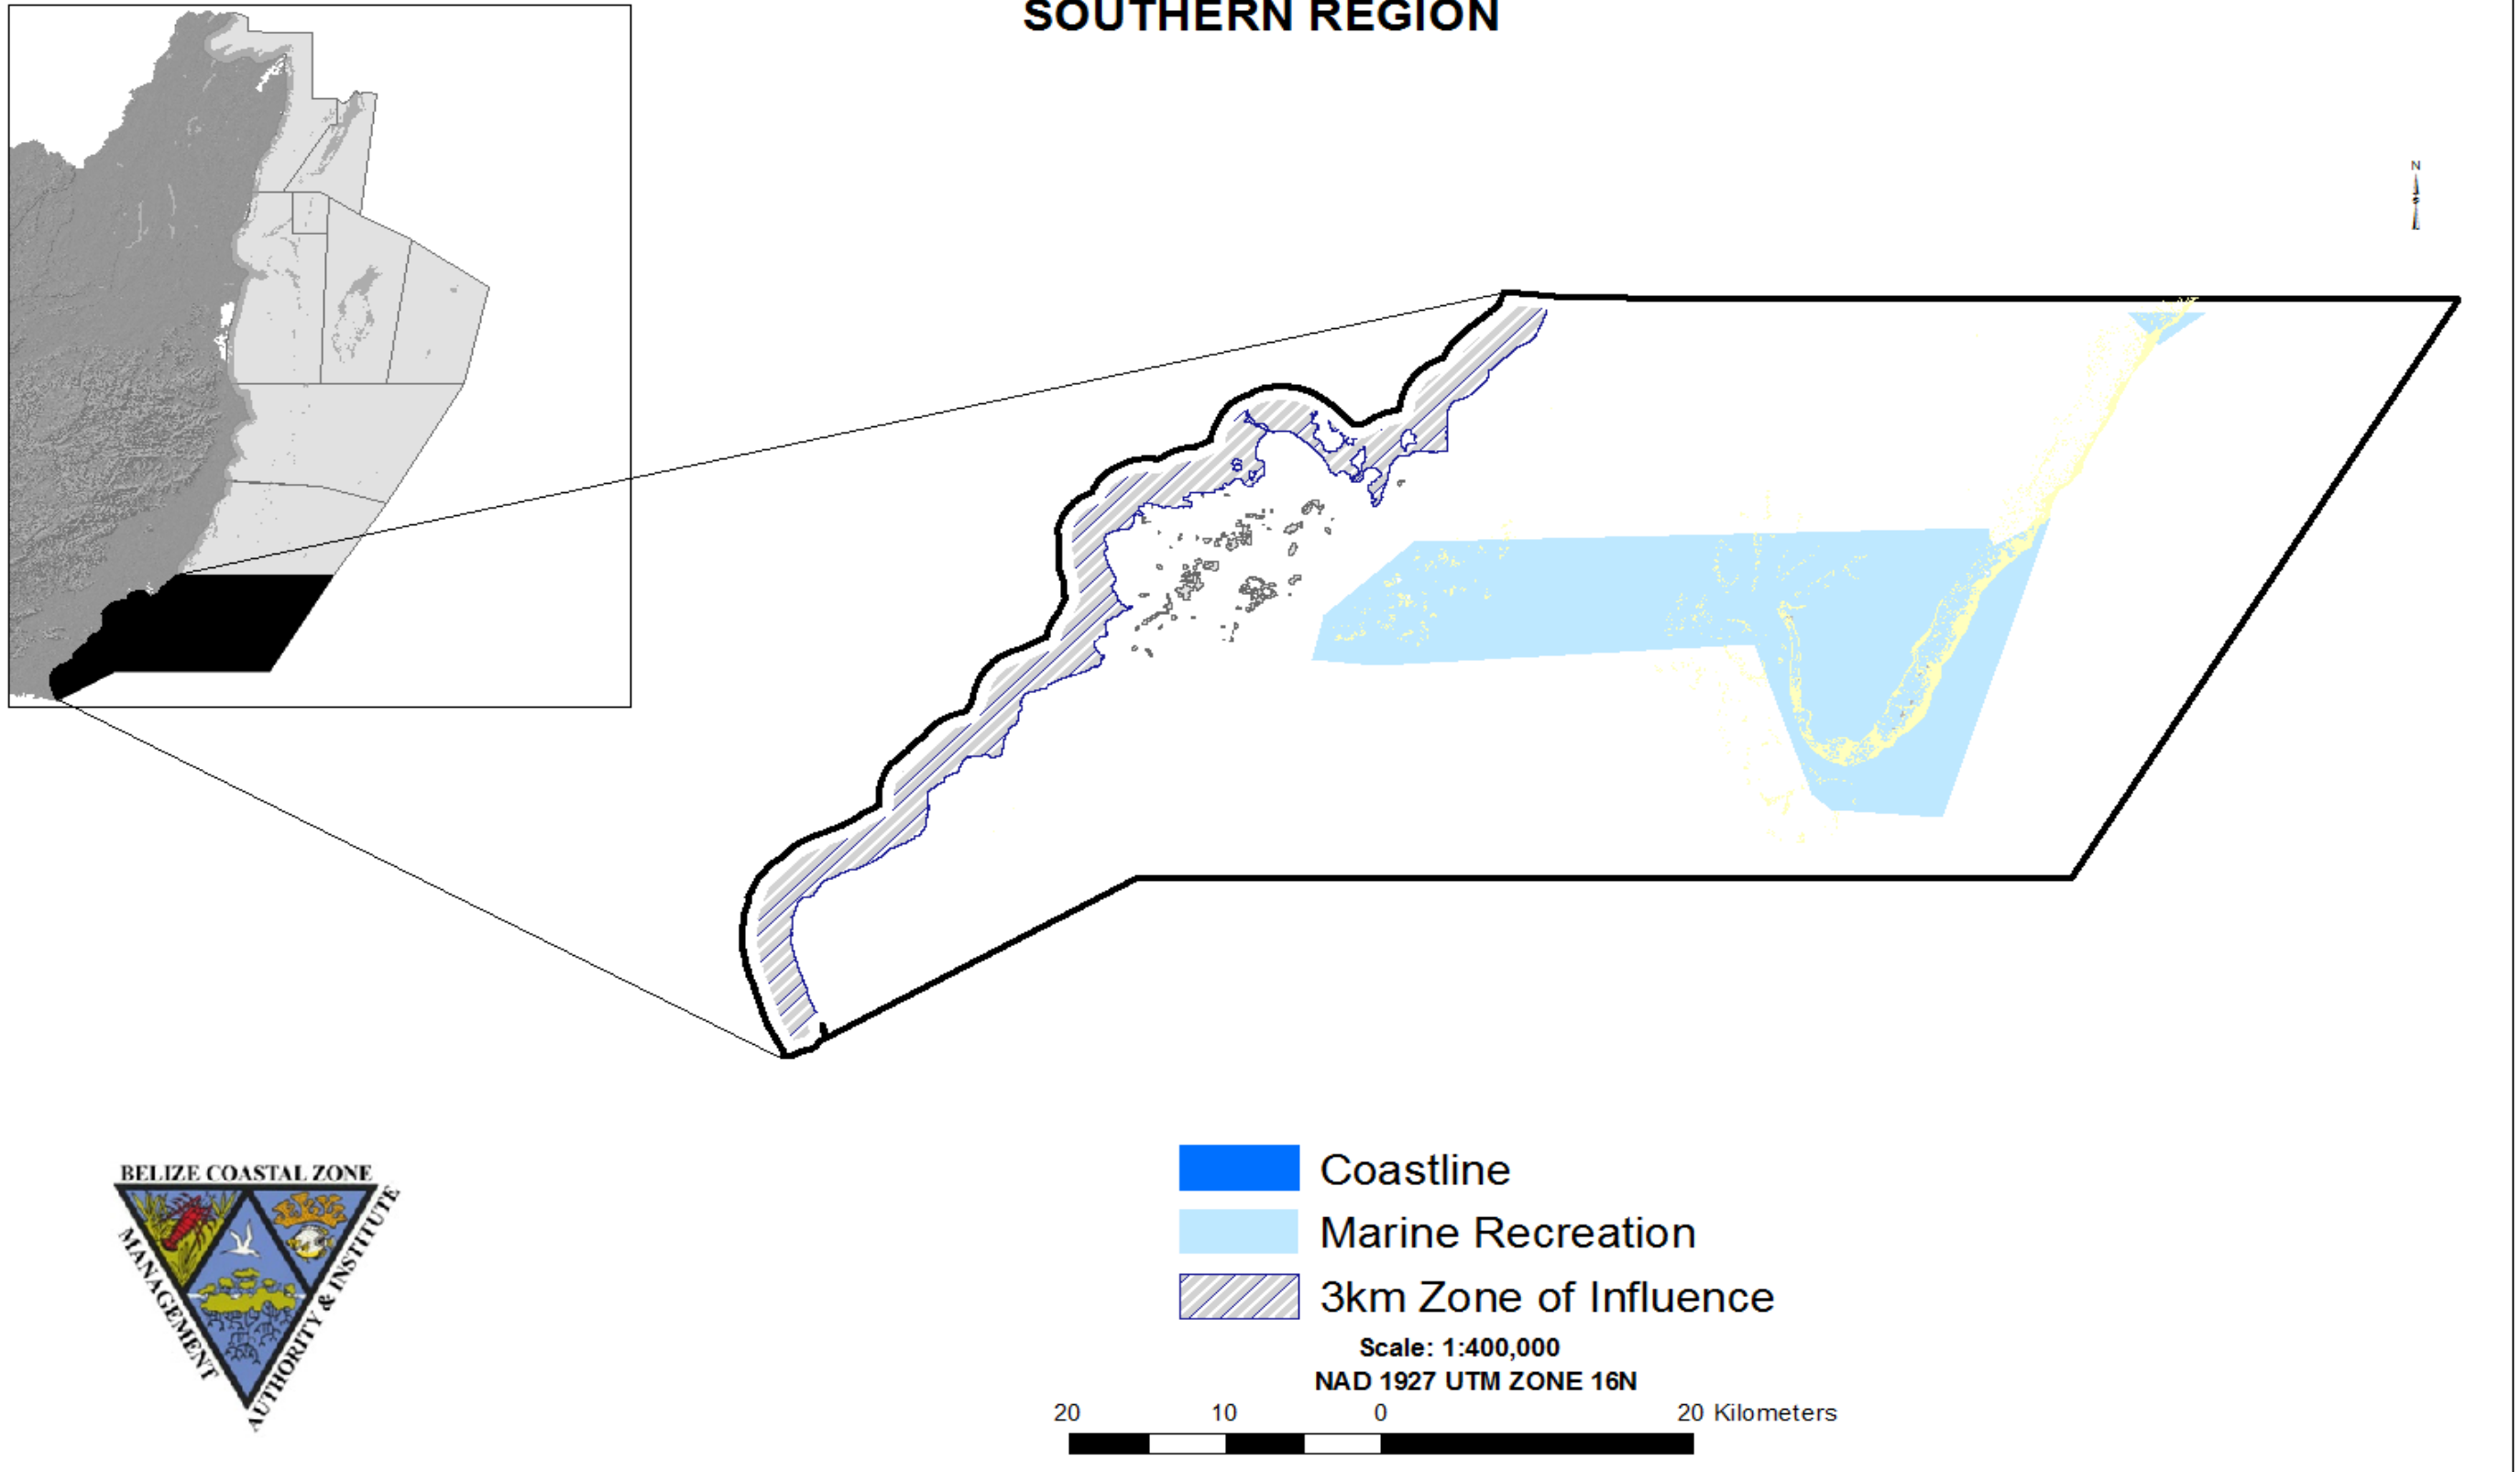 SOUTHERN REGION
N
Coastline
Marine Recreation
3km Zone of Influence
Scale: 1:400,000
NAD 1927 UTM ZONE 16N
20 10 0 20 Kilometers
BELIZE COASTAL ZONE
MANAGEMENT
AUTHORITY & INSTITUTE